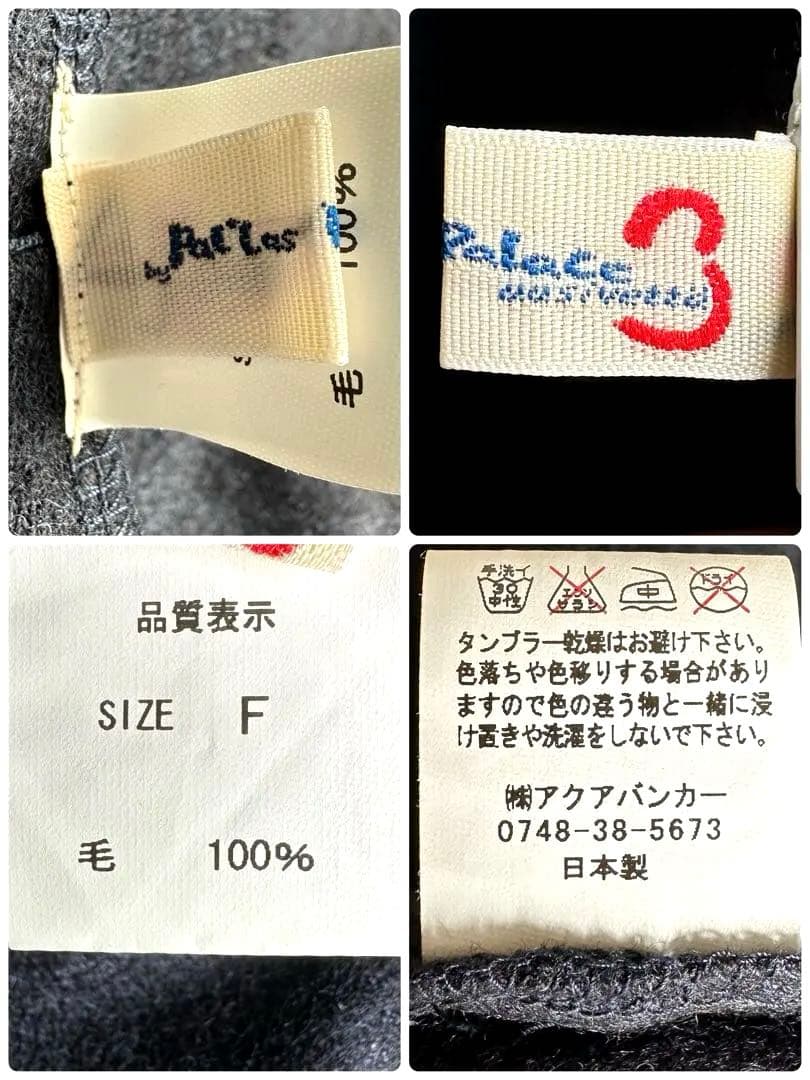 by Pal'las
100%
毛
3
品質表示
SIZE F
毛 100%
手洗イ
30
中性
エンソ
サラシ
中
ドライ
タンブラー乾燥はお避け下さい。
色落ちや色移りする場合があり
ますので色の違う物と一緒に浸
け置きや洗濯をしないで下さい。
㈱アクアバンカー
0748-38-5673
日本製